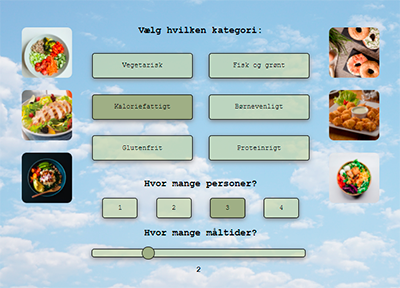 Vælg hvilken kategori:
Vegetarisk
Fisk og grønt
Kaloriefattigt
Børnevenligt
Glutenfrit
Proteinrigt
Hvor mange personer?
1 2 3 4
Hvor mange måltider?
2